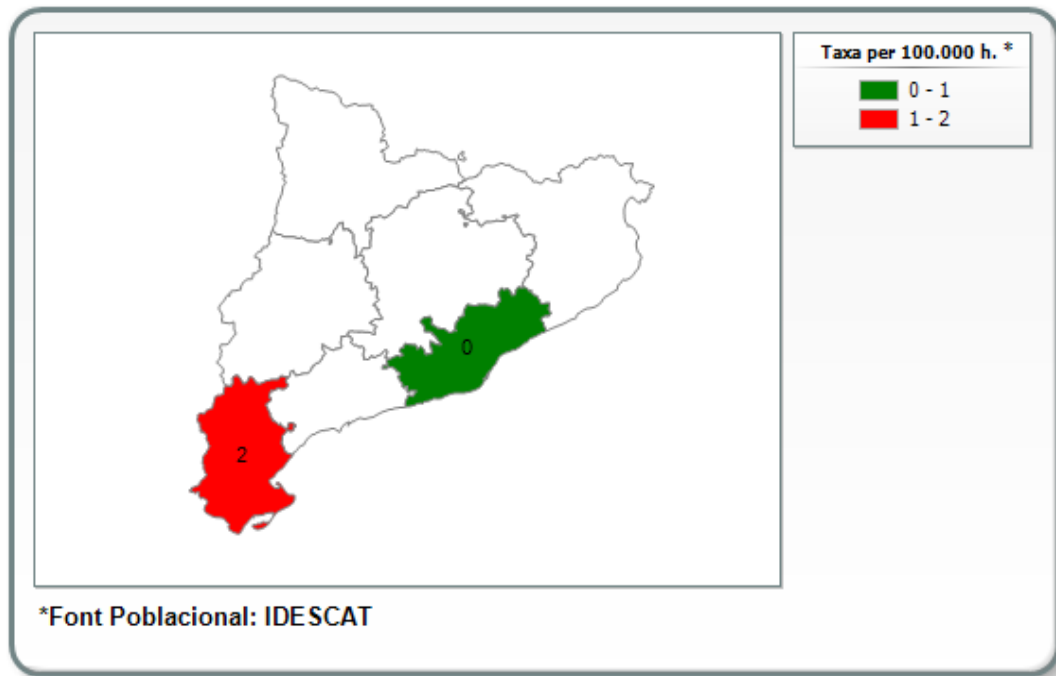 Taxa per 100.000 h. *
0 - 1
1 - 2
0
2
*Font Poblacional: IDESCAT